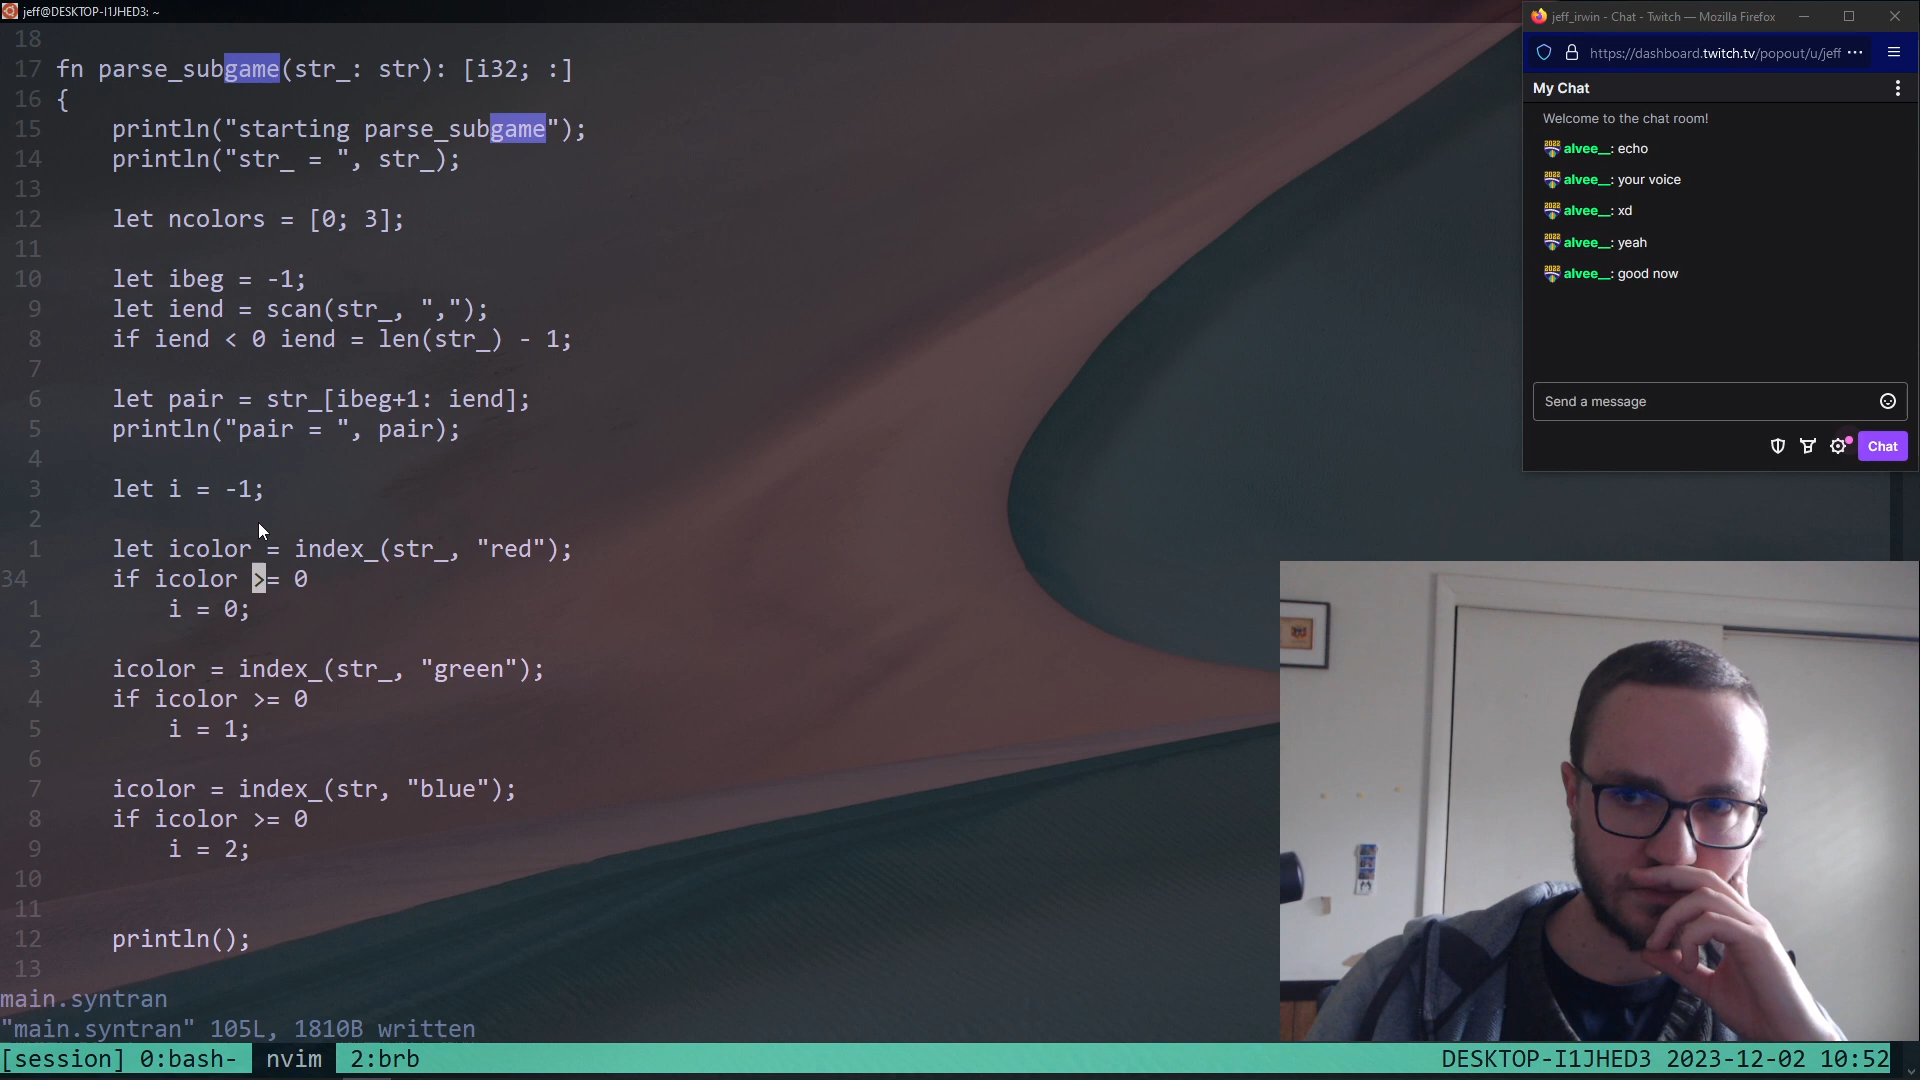 jeff@DESKTOP-I1JHED3: ~
18
17 fn parse_subgame(str_: str): [i32; :]
16 {
15     println("starting parse_subgame");
14     println("str_ = ", str_);
13
12     let ncolors = [0; 3];
11
10     let ibeg = -1;
9     let iend = scan(str_, ",");
8     if iend < 0 iend = len(str_) - 1;
7
6     let pair = str_[ibeg+1: iend];
5     println("pair = ", pair);
4
3     let i = -1;
2
1     let icolor = index_(str_, "red");
34     if icolor >= 0
1         i = 0;
2
3     icolor = index_(str_, "green");
4     if icolor >= 0
5         i = 1;
6
7     icolor = index_(str, "blue");
8     if icolor >= 0
9         i = 2;
10
11
12     println();
13
main.syntran
"main.syntran" 105L, 1810B written
[session] 0:bash- nvim 2:brb
DESKTOP-I1JHED3 2023-12-02 10:52
jeff_irwin - Chat - Twitch — Mozilla Firefox
https://dashboard.twitch.tv/popout/u/jeff
My Chat
Welcome to the chat room!
alvee__: echo
alvee__: your voice
alvee__: xd
alvee__: yeah
alvee__: good now
Send a message
Chat